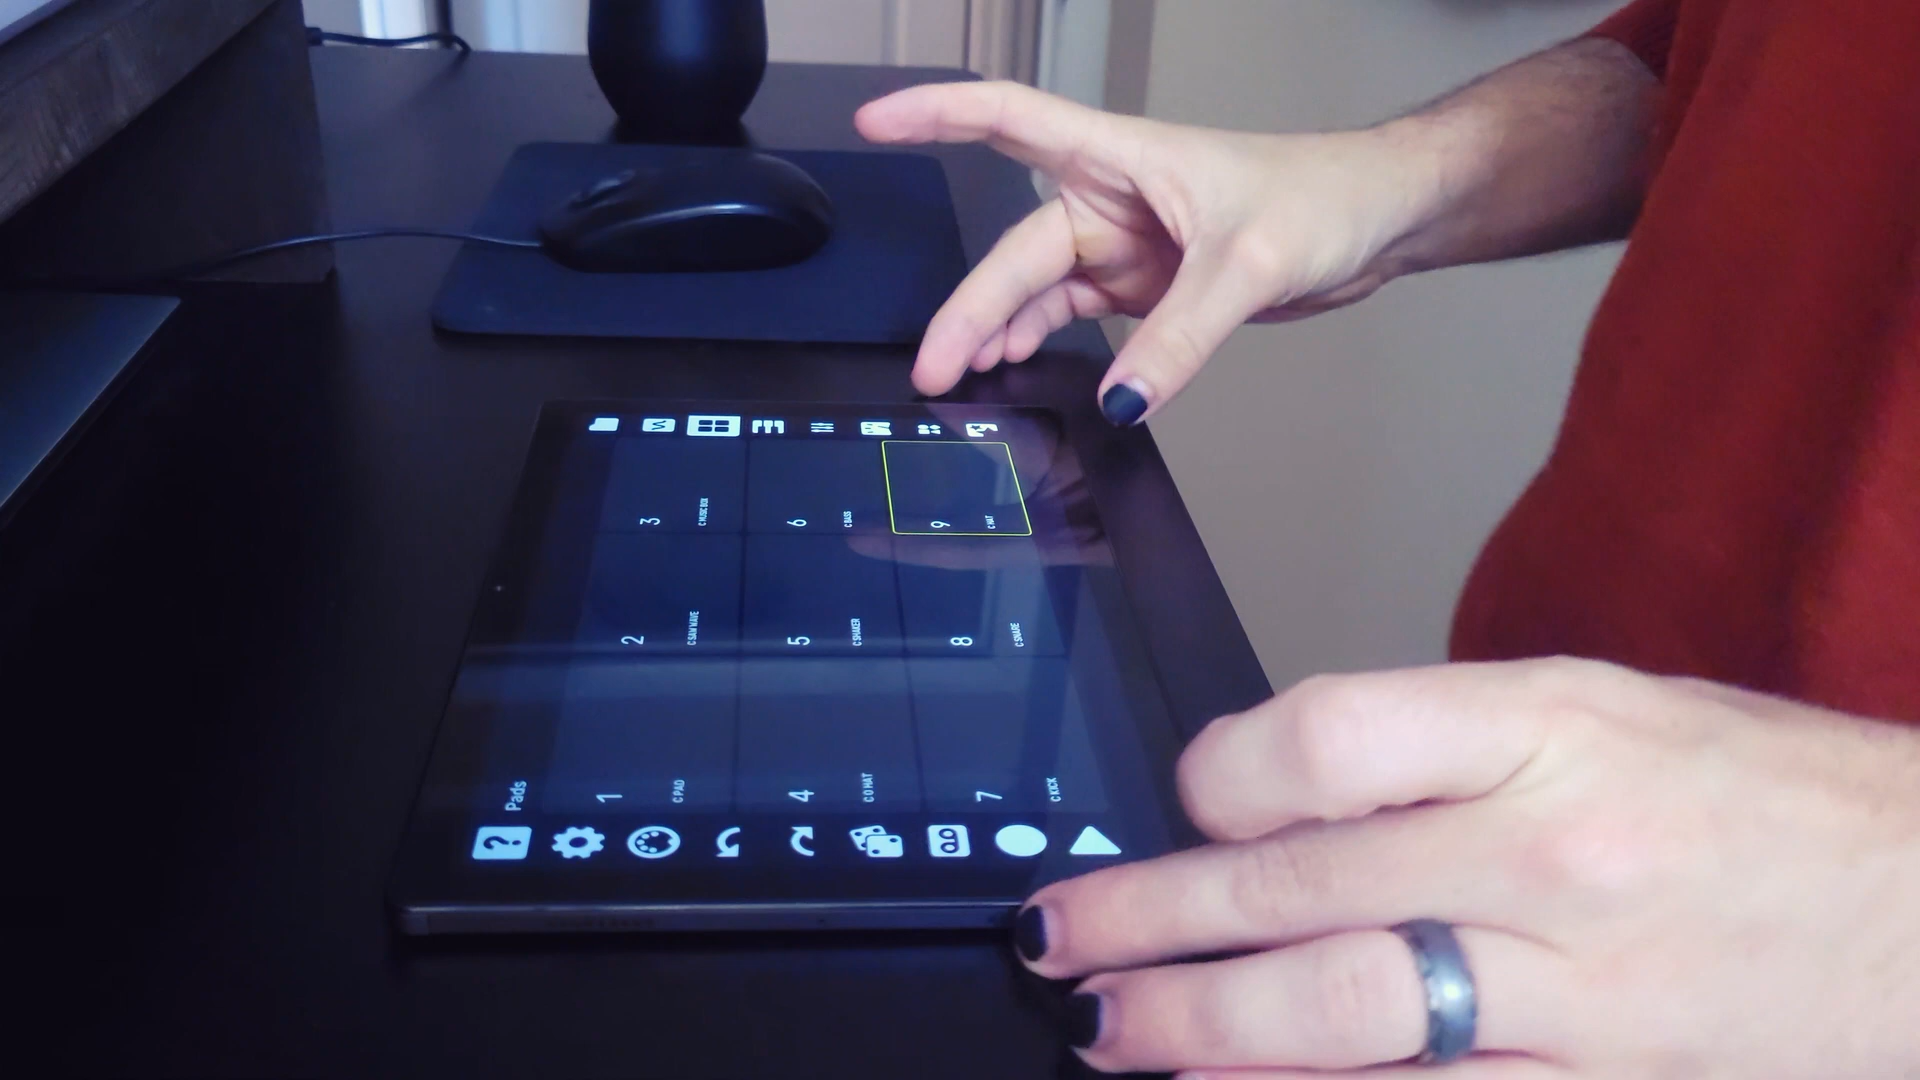 Pads
1
C PAD
2
C SAW WAVE
3
C MUSIC BOX
4
C O HAT
5
C SHAKER
6
C BASS
7
C KICK
8
C SNARE
9
C HAT
?